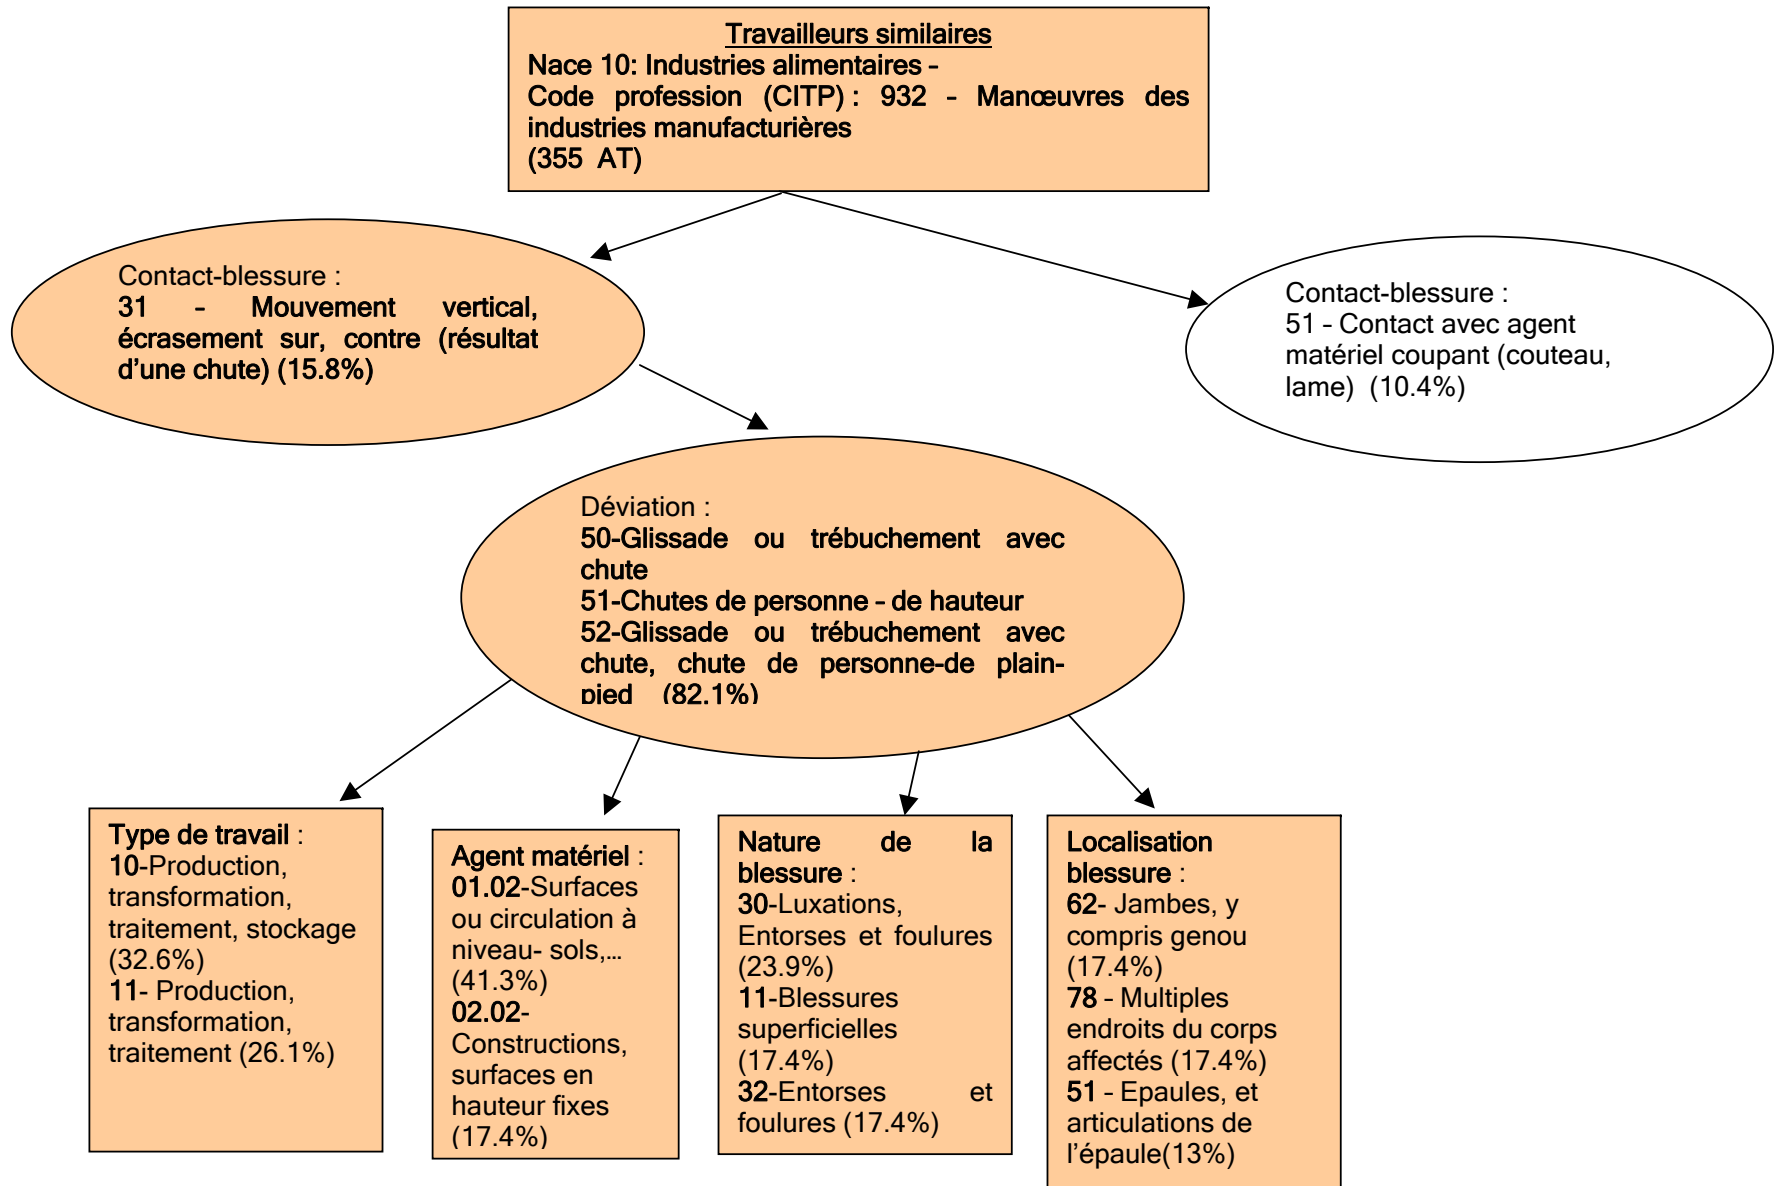 Travailleurs similaires
Nace 10: Industries alimentaires –
Code profession (CITP) : 932 - Manœuvres des
industries manufacturières
(355 AT)
Contact-blessure :
31 - Mouvement vertical,
écrasement sur, contre (résultat
d'une chute) (15.8%)
Contact-blessure :
51 - Contact avec agent
matériel coupant (couteau,
lame) (10.4%)
Déviation :
50-Glissade ou trébuchement avec
chute
51-Chutes de personne - de hauteur
52-Glissade ou trébuchement avec
chute, chute de personne-de plain-
pied (82.1%)
Type de travail :
10-Production,
transformation,
traitement, stockage
(32.6%)
11- Production,
transformation,
traitement (26.1%)
Agent matériel :
01.02-Surfaces
ou circulation à
niveau- sols,...
(41.3%)
02.02-
Constructions,
surfaces en
hauteur fixes
(17.4%)
Nature de la
blessure :
30-Luxations,
Entorses et foulures
(23.9%)
11-Blessures
superficielles
(17.4%)
32-Entorses et
foulures (17.4%)
Localisation
blessure :
62- Jambes, y
compris genou
(17.4%)
78 - Multiples
endroits du corps
affectés (17.4%)
51 - Epaules, et
articulations de
l'épaule(13%)